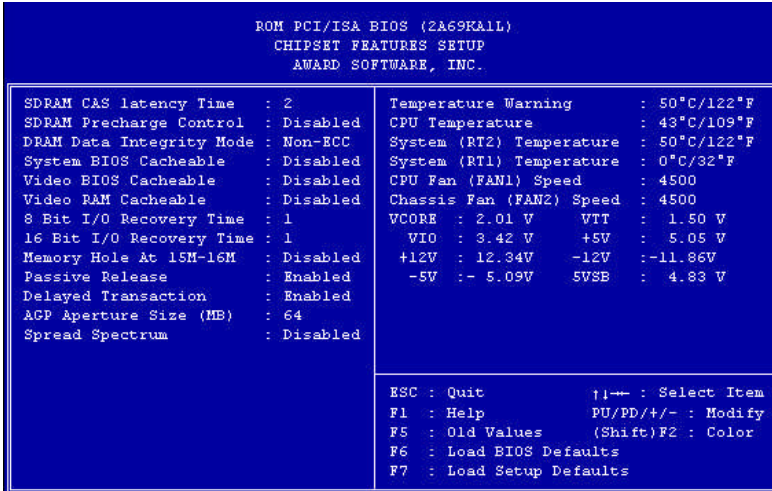 ROM PCI/ISA BIOS (2A69KA1L)
CHIPSET FEATURES SETUP
AWARD SOFTWARE, INC.
SDRAM CAS latency Time : 2
SDRAM Precharge Control : Disabled
DRAM Data Integrity Mode : Non-ECC
System BIOS Cacheable : Disabled
Video BIOS Cacheable : Disabled
Video RAM Cacheable : Disabled
8 Bit I/O Recovery Time : 1
16 Bit I/O Recovery Time : 1
Memory Hole At 15M-16M : Disabled
Passive Release : Enabled
Delayed Transaction : Enabled
AGP Aperture Size (MB) : 64
Spread Spectrum : Disabled
Temperature Warning : 50°C/122°F
CPU Temperature : 43°C/109°F
System (RT2) Temperature : 50°C/122°F
System (RT1) Temperature : 0°C/32°F
CPU Fan (FAN1) Speed : 4500
Chassis Fan (FAN2) Speed : 4500
VCORE : 2.01 V VTT : 1.50 V
VIO : 3.42 V +5V : 5.05 V
+12V : 12.34V -12V :-11.86V
-5V :- 5.09V 5VSB : 4.83 V
ESC : Quit ↑↓→← : Select Item
F1 : Help PU/PD/+/- : Modify
F5 : Old Values (Shift)F2 : Color
F6 : Load BIOS Defaults
F7 : Load Setup Defaults